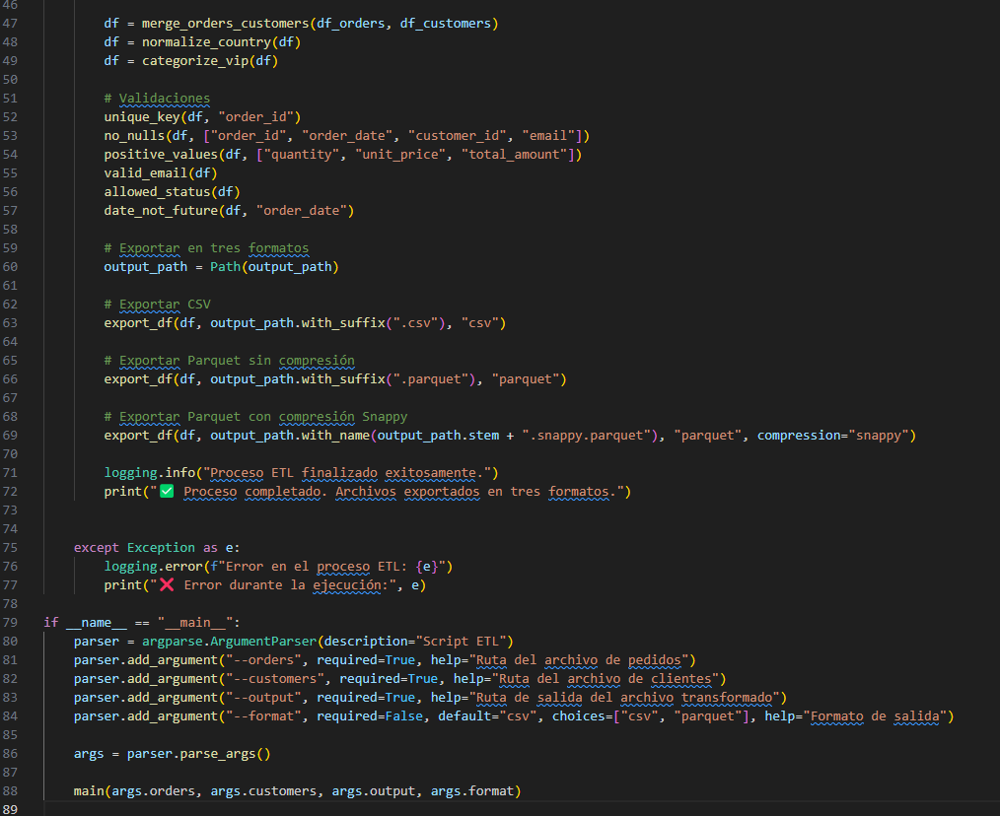 46
47 df = merge_orders_customers(df_orders, df_customers)
48 df = normalize_country(df)
49 df = categorize_vip(df)
50
51 # Validaciones
52 unique_key(df, "order_id")
53 no_nulls(df, ["order_id", "order_date", "customer_id", "email"])
54 positive_values(df, ["quantity", "unit_price", "total_amount"])
55 valid_email(df)
56 allowed_status(df)
57 date_not_future(df, "order_date")
58
59 # Exportar en tres formatos
60 output_path = Path(output_path)
61
62 # Exportar CSV
63 export_df(df, output_path.with_suffix(".csv"), "csv")
64
65 # Exportar Parquet sin compresión
66 export_df(df, output_path.with_suffix(".parquet"), "parquet")
67
68 # Exportar Parquet con compresión Snappy
69 export_df(df, output_path.with_name(output_path.stem + ".snappy.parquet"), "parquet", compression="snappy")
70
71 logging.info("Proceso ETL finalizado exitosamente.")
72 print("✅ Proceso completado. Archivos exportados en tres formatos.")
73
74
75 except Exception as e:
76 logging.error(f"Error en el proceso ETL: {e}")
77 print("❌ Error durante la ejecución:", e)
78
79 if __name__ == "__main__":
80 parser = argparse.ArgumentParser(description="Script ETL")
81 parser.add_argument("--orders", required=True, help="Ruta del archivo de pedidos")
82 parser.add_argument("--customers", required=True, help="Ruta del archivo de clientes")
83 parser.add_argument("--output", required=True, help="Ruta de salida del archivo transformado")
84 parser.add_argument("--format", required=False, default="csv", choices=["csv", "parquet"], help="Formato de salida")
85
86 args = parser.parse_args()
87
88 main(args.orders, args.customers, args.output, args.format)
89